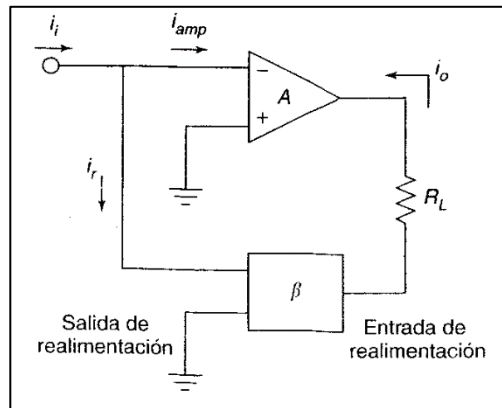 i_i
i_amp
i_o
−
A
+
i_r
R_L
β
Salida de
realimentación
Entrada de
realimentación